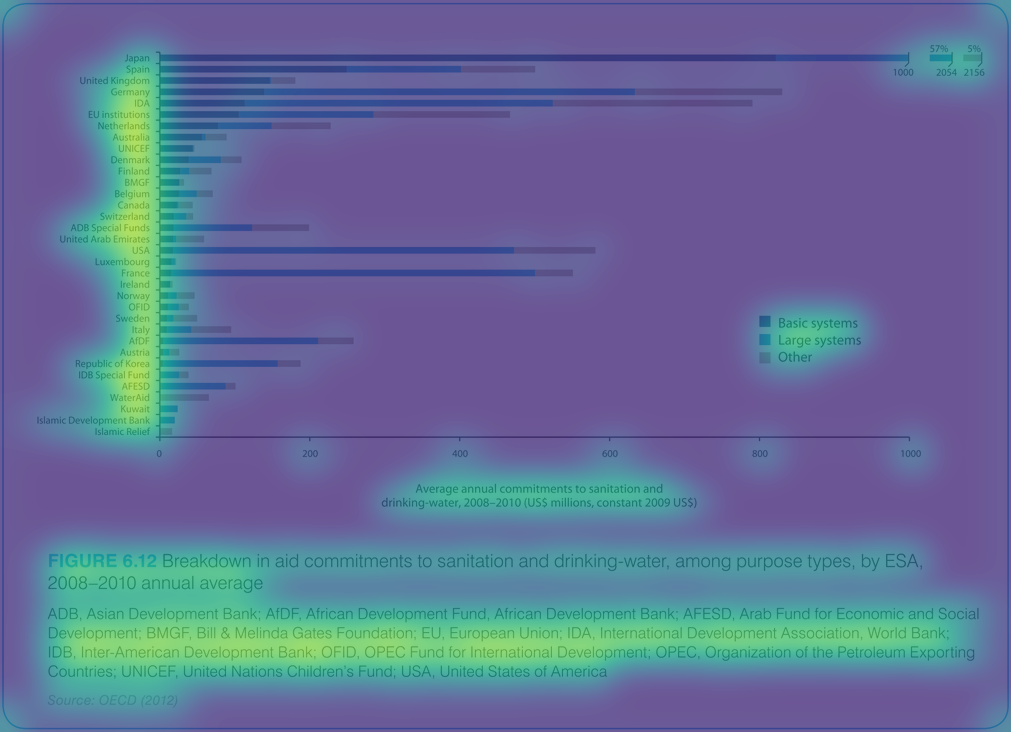 57% 5%
Japan
1000 2054 2156
Spain
United Kingdom
Germany
IDA
EU institutions
Netherlands
Australia
UNICEF
Denmark
Finland
BMGF
Belgium
Canada
Switzerland
ADB Special Funds
United Arab Emirates
USA
Luxembourg
France
Ireland
Norway
OFID
Sweden
Italy
AfDF
Austria
Republic of Korea
IDB Special Fund
AFESD
WaterAid
Kuwait
Islamic Development Bank
Islamic Relief
Basic systems
Large systems
Other
0 200 400 600 800 1000
Average annual commitments to sanitation and
drinking-water, 2008–2010 (US$ millions, constant 2009 US$)
FIGURE 6.12 Breakdown in aid commitments to sanitation and drinking-water, among purpose types, by ESA,
2008–2010 annual average
ADB, Asian Development Bank; AfDF, African Development Fund, African Development Bank; AFESD, Arab Fund for Economic and Social
Development; BMGF, Bill & Melinda Gates Foundation; EU, European Union; IDA, International Development Association, World Bank;
IDB, Inter-American Development Bank; OFID, OPEC Fund for International Development; OPEC, Organization of the Petroleum Exporting
Countries; UNICEF, United Nations Children's Fund; USA, United States of America
Source: OECD (2012)